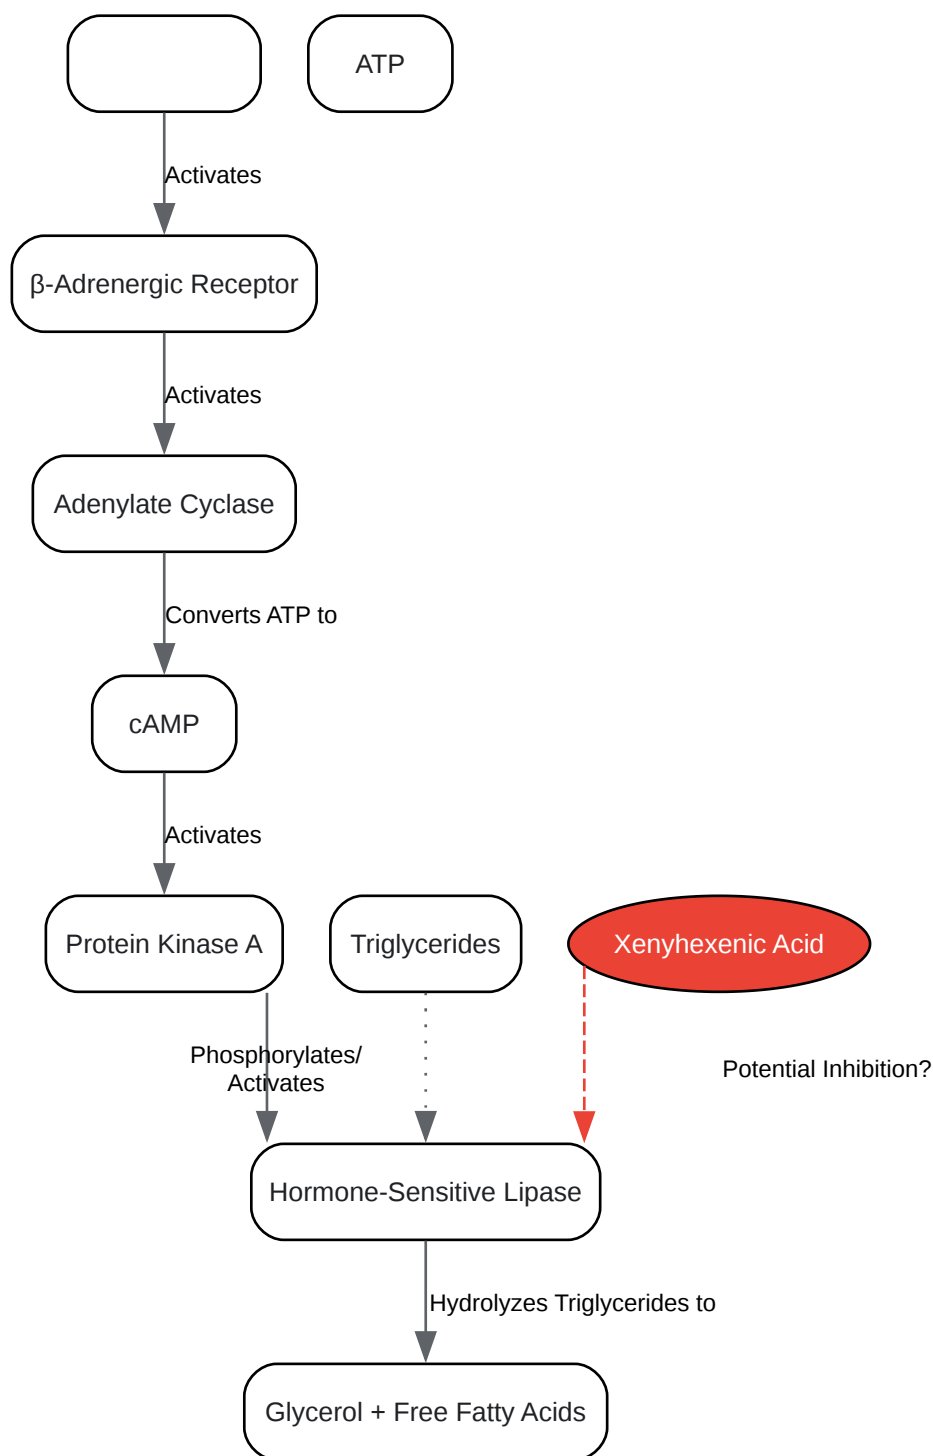 ATP
Activates
β-Adrenergic Receptor
Activates
Adenylate Cyclase
Converts ATP to
cAMP
Activates
Protein Kinase A
Triglycerides
Xenyhexenic Acid
Phosphorylates/
Activates
Potential Inhibition?
Hormone-Sensitive Lipase
Hydrolyzes Triglycerides to
Glycerol + Free Fatty Acids